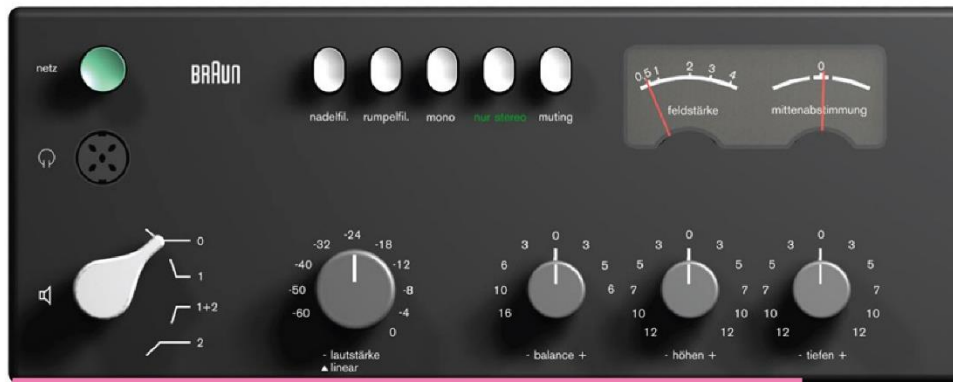 netz
BRAUN
nadelfil. rumpelfil. mono nur stereo muting
0.5 1 2 3 4
feldstärke
0
mittenabstimmung
0
1
1+2
2
-60 -50 -40 -32 -24 -18 -12 -8 -4 0
- lautstärke
▲ linear
16 10 6 3 0 3 5 6
- balance +
12 10 7 5 3 0 3 5 7 10 12
- höhen +
12 10 7 5 3 0 3 5 7 10 12
- tiefen +